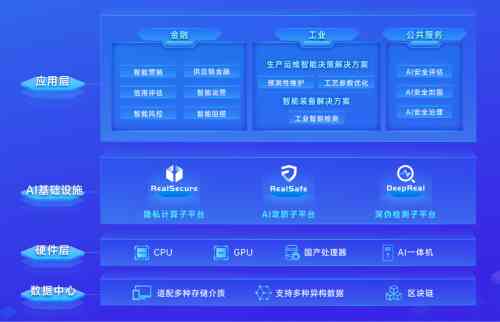 金融
工业
公共服务
应用层
智能营销
供应链金融
信用评估
智能运营
智能风控
智能投顾
生产运维智能决策解决方案
预测性维护
工艺参数优化
智能装备解决方案
工业智能检测
AI安全评估
AI安全防御
AI安全治理
AI基础设施
RealSecure
隐私计算子平台
RealSafe
AI攻防子平台
DeepReal
深伪检测子平台
硬件层
CPU
GPU
国产处理器
AI一体机
数据中心
适配多种存储介质
支持多种异构数据
区块链